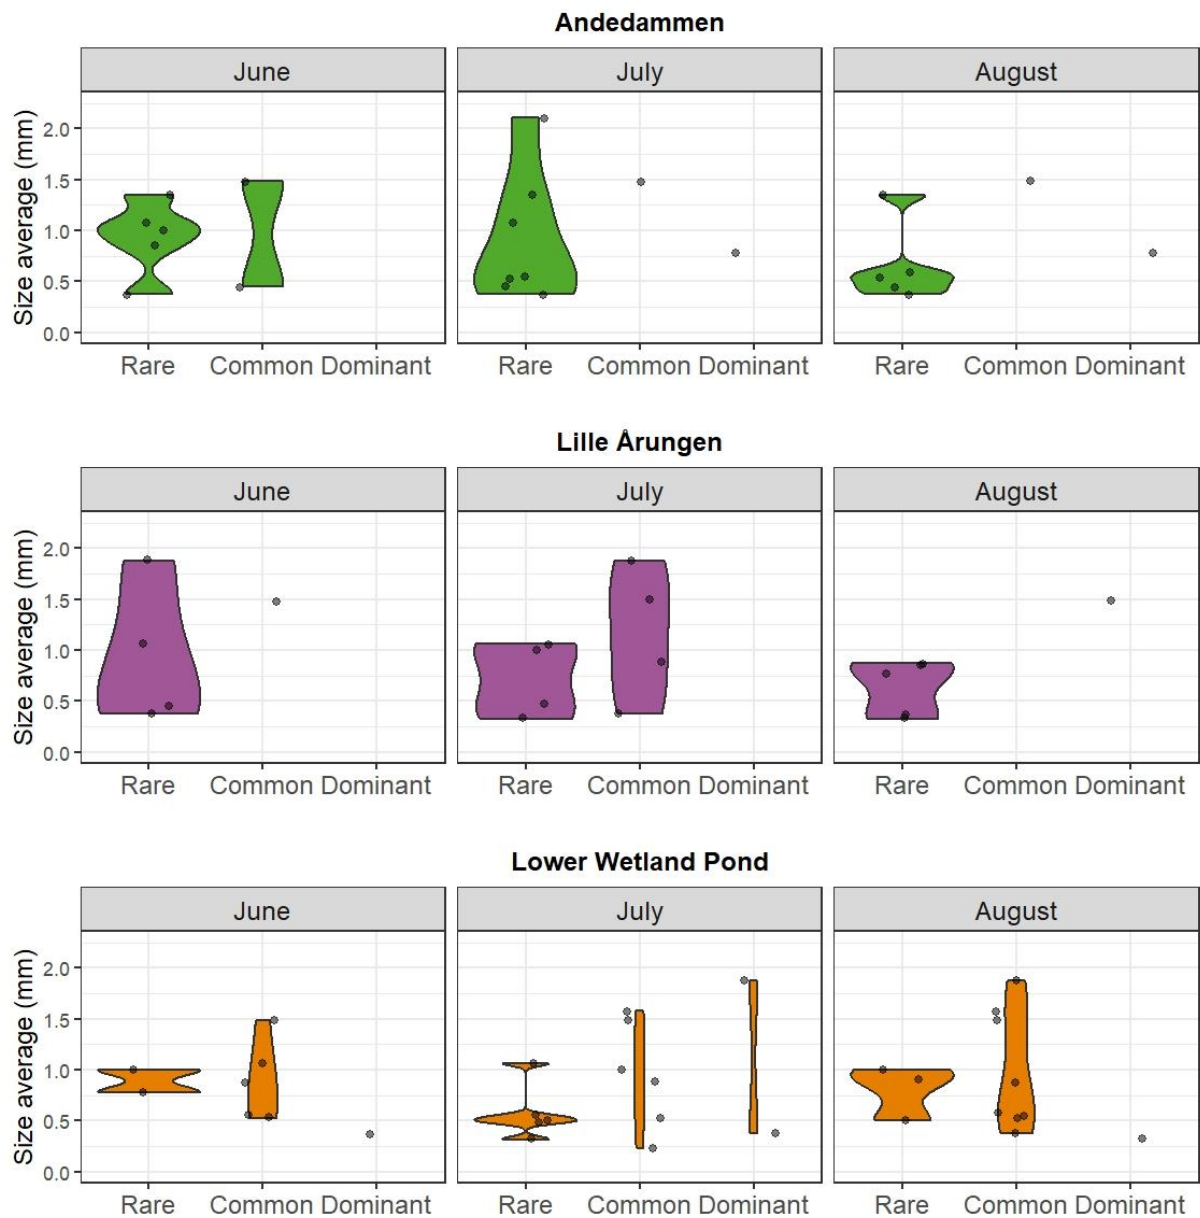 Andedammen
June July August
Size average (mm)
2.0
1.5
1.0
0.5
0.0
Rare Common Dominant Rare Common Dominant Rare Common Dominant
Lille Årungen
June July August
Size average (mm)
2.0
1.5
1.0
0.5
0.0
Rare Common Dominant Rare Common Dominant Rare Common Dominant
Lower Wetland Pond
June July August
Size average (mm)
2.0
1.5
1.0
0.5
0.0
Rare Common Dominant Rare Common Dominant Rare Common Dominant